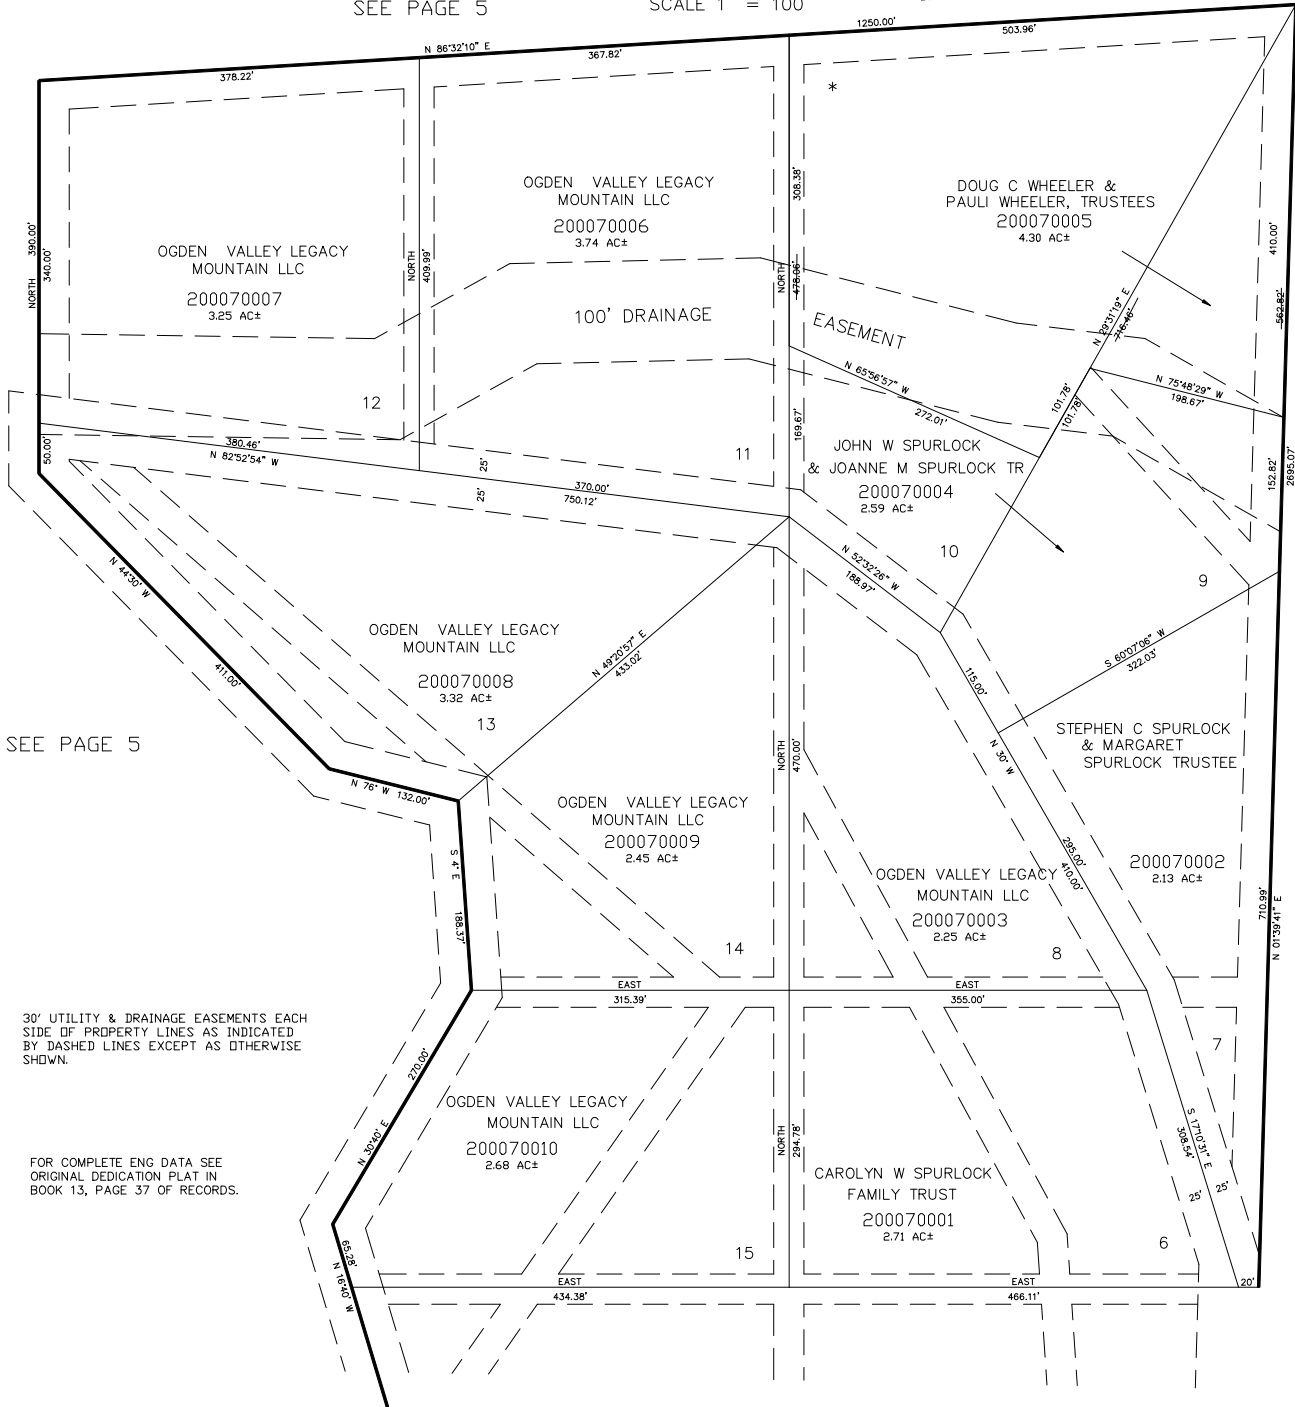 SEE PAGE 5
SCALE 1" = 100'
1250.00'
N 86°32'10" E
378.22'
367.82'
503.96'
*
NORTH
390.00'
340.00'
50.00'
OGDEN VALLEY LEGACY
MOUNTAIN LLC
200070007
3.25 AC±
12
NORTH
409.99'
OGDEN VALLEY LEGACY
MOUNTAIN LLC
200070006
3.74 AC±
11
308.38'
NORTH
478.06'
169.67'
100' DRAINAGE
EASEMENT
DOUG C WHEELER &
PAULI WHEELER, TRUSTEES
200070005
4.30 AC±
410.00'
562.82'
152.82'
2695.07'
N 29°31'19" E
716.46'
101.78'
101.78'
N 75°48'29" W
198.67'
N 65°56'57" W
272.01'
JOHN W SPURLOCK
& JOANNE M SPURLOCK TR
200070004
2.59 AC±
10
9
380.46'
N 82°52'54" W
25'
25'
370.00'
750.12'
N 52°32'26" W
188.97'
S 60°07'06" W
322.03'
N 44°30' W
411.00'
OGDEN VALLEY LEGACY
MOUNTAIN LLC
200070008
3.32 AC±
13
N 49°20'57" E
433.02'
115.00'
N 30° W
295.00'
410.00'
STEPHEN C SPURLOCK
& MARGARET
SPURLOCK TRUSTEE
200070002
2.13 AC±
7
SEE PAGE 5
N 76° W 132.00'
S 4° E
188.37'
OGDEN VALLEY LEGACY
MOUNTAIN LLC
200070009
2.45 AC±
14
NORTH
470.00'
OGDEN VALLEY LEGACY
MOUNTAIN LLC
200070003
2.25 AC±
8
710.99'
N 01°39'41" E
EAST
315.39'
EAST
355.00'
30' UTILITY & DRAINAGE EASEMENTS EACH
SIDE OF PROPERTY LINES AS INDICATED
BY DASHED LINES EXCEPT AS OTHERWISE
SHOWN.
270.00'
N 30°40' E
OGDEN VALLEY LEGACY
MOUNTAIN LLC
200070010
2.68 AC±
15
NORTH
294.78'
S 17°10'31" E
308.54'
25'
25'
FOR COMPLETE ENG DATA SEE
ORIGINAL DEDICATION PLAT IN
BOOK 13, PAGE 37 OF RECORDS.
CAROLYN W SPURLOCK
FAMILY TRUST
200070001
2.71 AC±
6
65.28'
N 16°40' W
EAST
434.38'
EAST
466.11'
20'